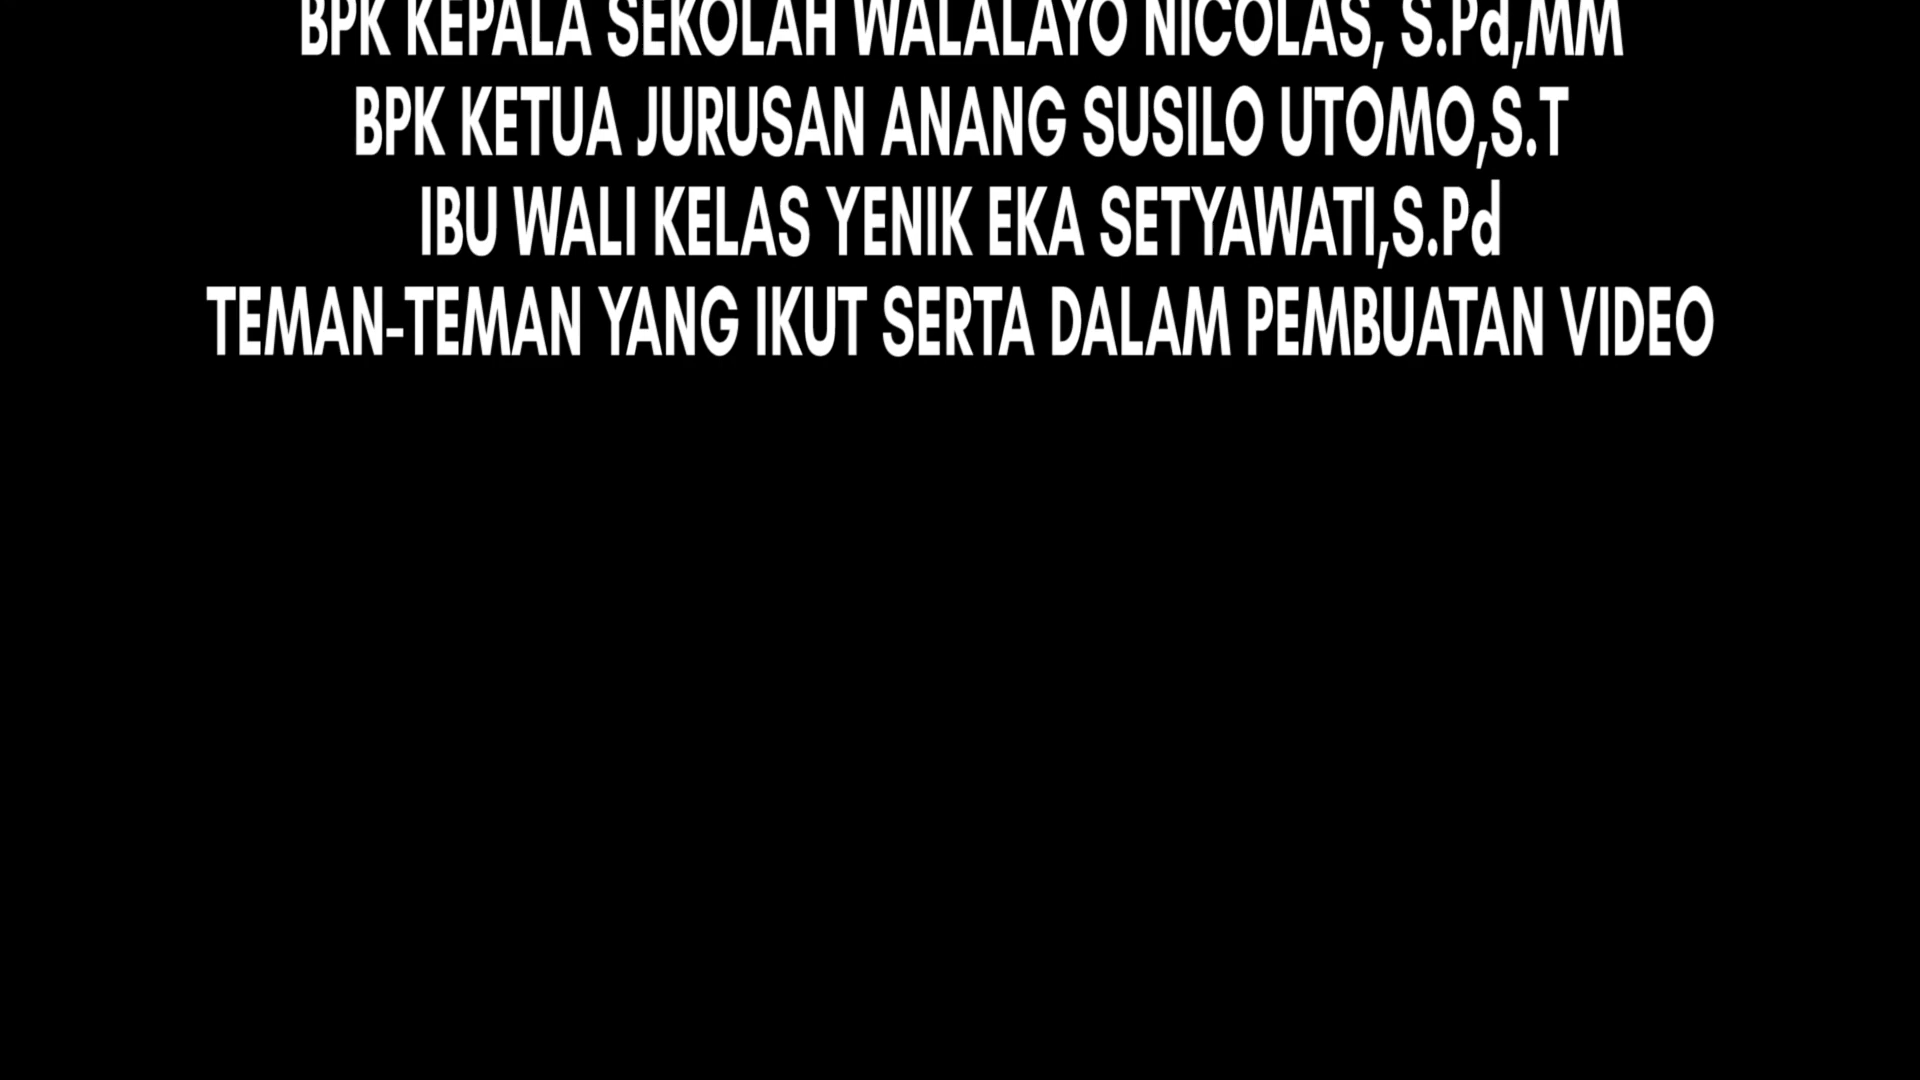 BPK KEPALA SEKOLAH WALALAYO NICOLAS, S.Pd,MM
BPK KETUA JURUSAN ANANG SUSILO UTOMO,S.T
IBU WALI KELAS YENIK EKA SETYAWATI,S.Pd
TEMAN-TEMAN YANG IKUT SERTA DALAM PEMBUATAN VIDEO